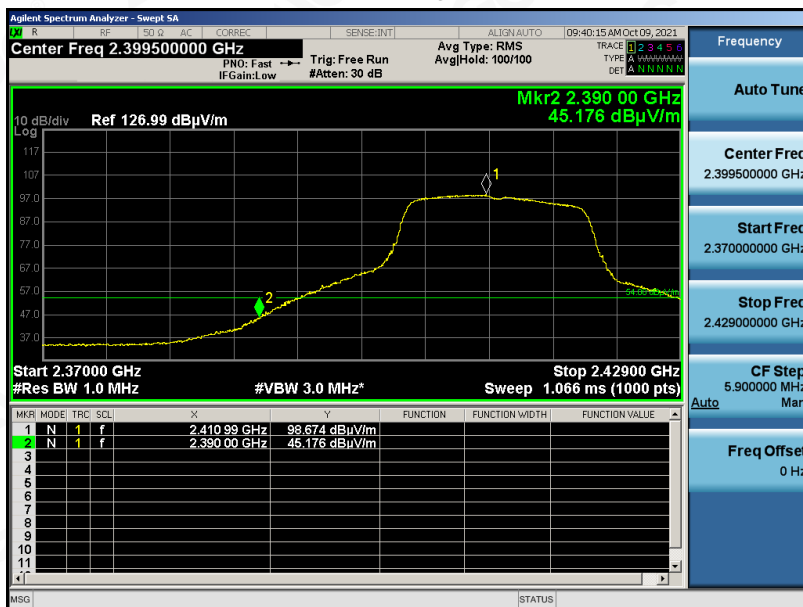 Agilent Spectrum Analyzer - Swept SA
LXI R RF 50 Ω AC CORREC SENSE:INT ALIGN AUTO 09:40:15 AM Oct 09, 2021
Center Freq 2.399500000 GHz
PNO: Fast
IFGain:Low
Trig: Free Run
#Atten: 30 dB
Avg Type: RMS
Avg|Hold: 100/100
TRACE 1 2 3 4 5 6
TYPE A WWWWW
DET A N N N N N
Mkr2 2.390 00 GHz
45.176 dBµV/m
10 dB/div Ref 126.99 dBµV/m
Log
117
107
97.0
87.0
77.0
67.0
57.0
47.0
37.0
1
2
Start 2.37000 GHz Stop 2.42900 GHz
#Res BW 1.0 MHz #VBW 3.0 MHz* Sweep 1.066 ms (1000 pts)
MKR MODE TRC SCL X Y FUNCTION FUNCTION WIDTH FUNCTION VALUE
1 N 1 f 2.410 99 GHz 98.674 dBµV/m
2 N 1 f 2.390 00 GHz 45.176 dBµV/m
3
4
5
6
7
8
9
10
11
MSG STATUS
Frequency
Auto Tune
Center Freq
2.399500000 GHz
Start Freq
2.370000000 GHz
Stop Freq
2.429000000 GHz
CF Step
5.900000 MHz
Auto Man
Freq Offset
0 Hz